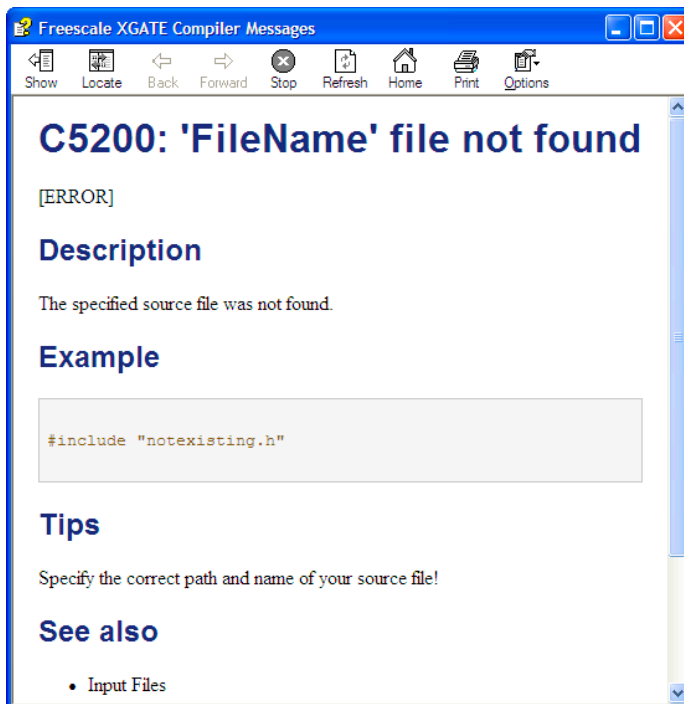 Freescale XGATE Compiler Messages
Show Locate Back Forward Stop Refresh Home Print Options
C5200: 'FileName' file not found
[ERROR]
Description
The specified source file was not found.
Example
#include "notexisting.h"
Tips
Specify the correct path and name of your source file!
See also
• Input Files